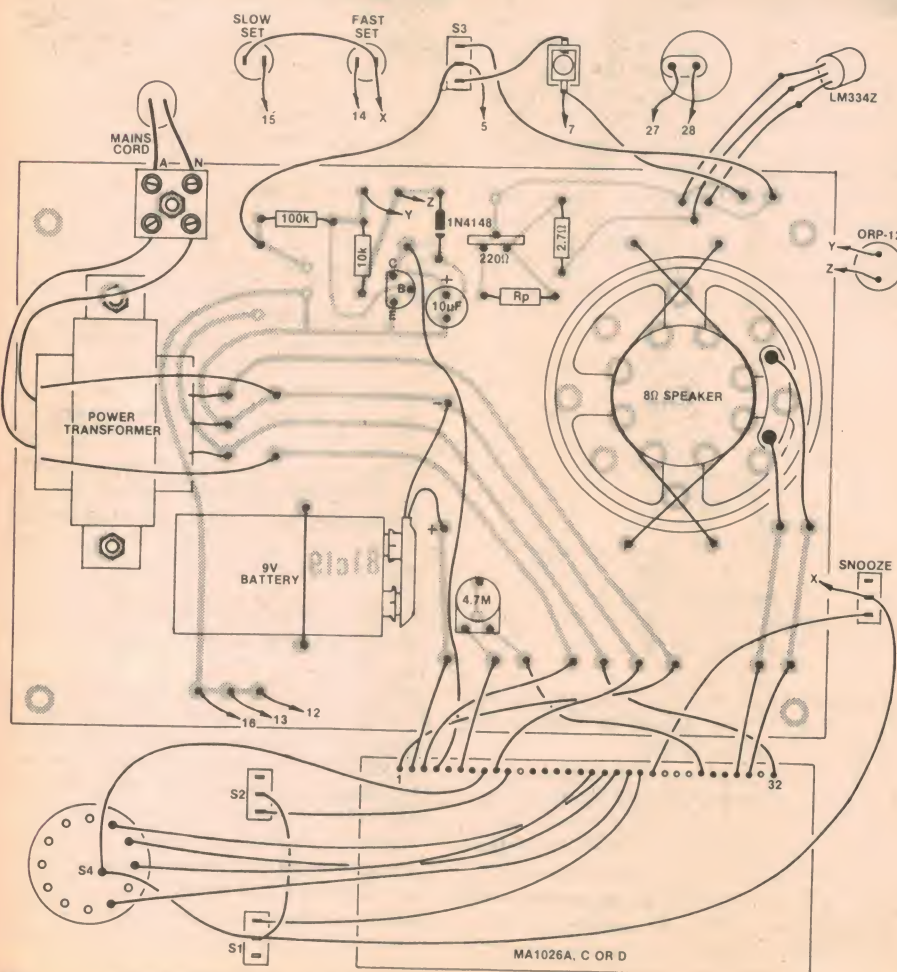 SLOW
SET
FAST
SET
S3
15
14
X
5
7
27
28
LM334Z
MAINS
CORD
A
N
100k
10k
Y
Z
1N4148
C
B
E
+
10µF
220Ω
Rp
2.7Ω
ORP-12
Y
Z
POWER
TRANSFORMER
8Ω SPEAKER
-
+
9V
BATTERY
81cl9
4.7M
Ω
X
SNOOZE
16
13
12
1
32
S2
S4
S1
MA1026A, C OR D